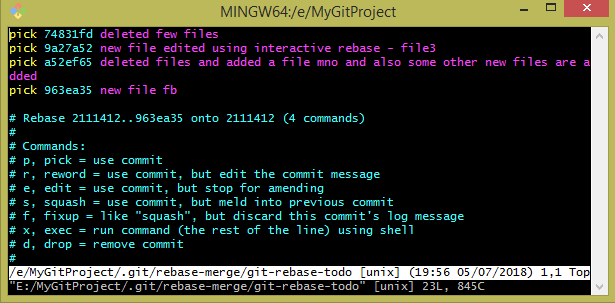 MINGW64:/e/MyGitProject
pick 74831fd deleted few files
pick 9a27a52 new file edited using interactive rebase - file3
pick a52ef65 deleted files and added a file mno and also some other new files are a
dded
pick 963ea35 new file fb
# Rebase 2111412..963ea35 onto 2111412 (4 commands)
#
# Commands:
# p, pick = use commit
# r, reword = use commit, but edit the commit message
# e, edit = use commit, but stop for amending
# s, squash = use commit, but meld into previous commit
# f, fixup = like "squash", but discard this commit's log message
# x, exec = run command (the rest of the line) using shell
# d, drop = remove commit
#
/e/MyGitProject/.git/rebase-merge/git-rebase-todo [unix] (19:56 05/07/2018) 1,1 Top
"E:/MyGitProject/.git/rebase-merge/git-rebase-todo" [unix] 23L, 845C